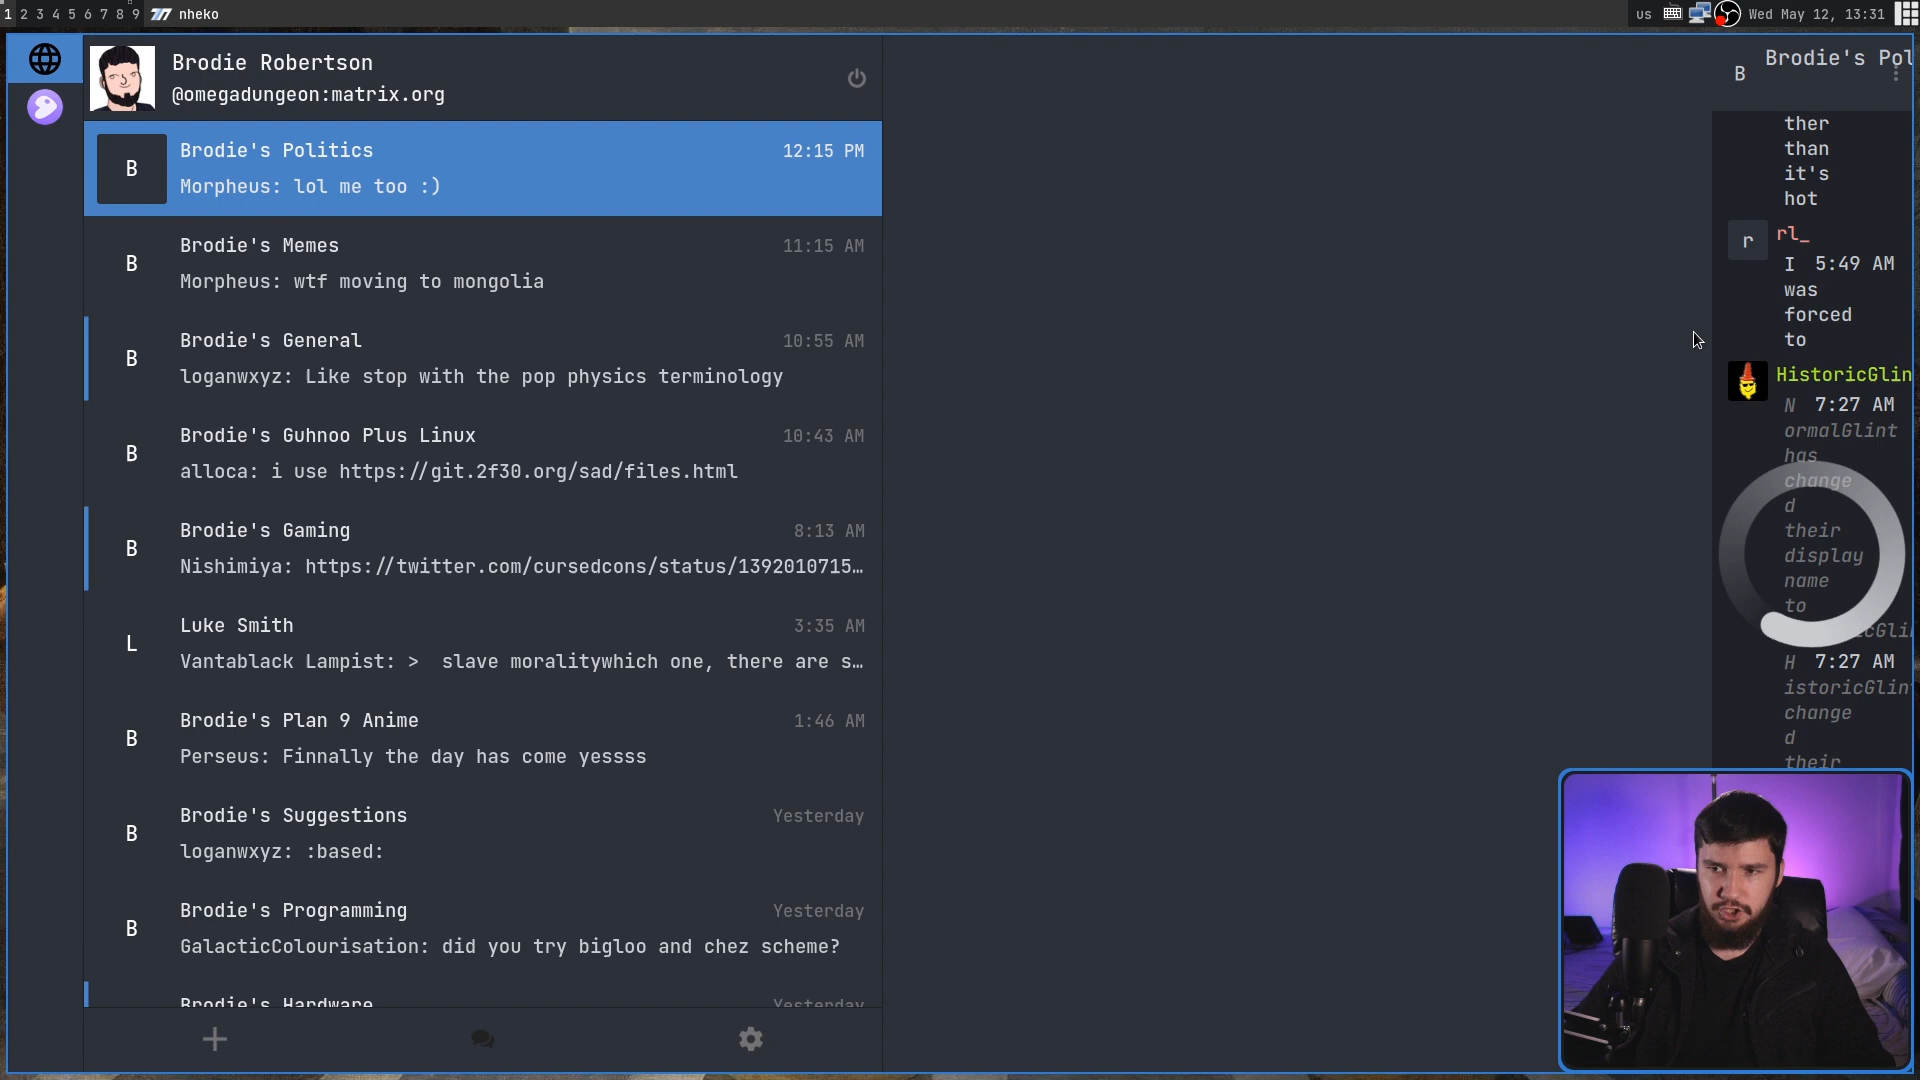 1 2 3 4 5 6 7 8 9 nheko
us Wed May 12, 13:31
Brodie Robertson
@omegadungeon:matrix.org
B Brodie's Politics 12:15 PM
Morpheus: lol me too :)
B Brodie's Memes 11:15 AM
Morpheus: wtf moving to mongolia
B Brodie's General 10:55 AM
loganwxyz: Like stop with the pop physics terminology
B Brodie's Guhnoo Plus Linux 10:43 AM
alloca: i use https://git.2f30.org/sad/files.html
B Brodie's Gaming 8:13 AM
Nishimiya: https://twitter.com/cursedcons/status/1392010715…
L Luke Smith 3:35 AM
Vantablack Lampist: >  slave moralitywhich one, there are s…
B Brodie's Plan 9 Anime 1:46 AM
Perseus: Finnally the day has come yessss
B Brodie's Suggestions Yesterday
loganwxyz: :based:
B Brodie's Programming Yesterday
GalacticColourisation: did you try bigloo and chez scheme?
Brodie's Hardware Yesterday
B Brodie's Pol
ther
than
it's
hot
r rl_
I 5:49 AM
was
forced
to
HistoricGlin
N 7:27 AM
ormalGlint
has
change
d
their
display
name
to
H 7:27 AM
istoricGlin
change
d
their